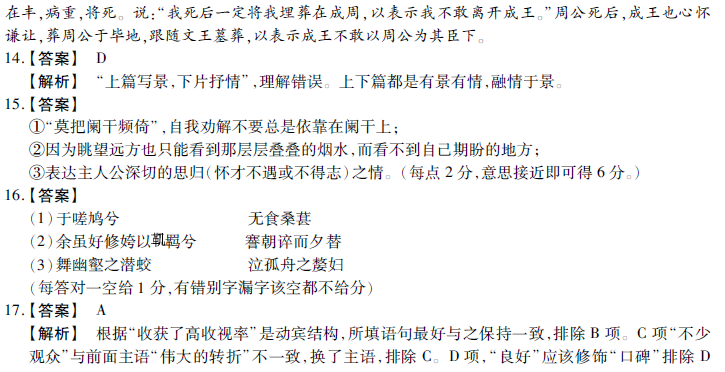 在丰,病重,将死。说:“我死后一定将我埋葬在成周,以表示我不敢离开成王。”周公死后,成王也心怀
谦让,葬周公于毕地,跟随文王墓葬,以表示成王不敢以周公为其臣下。
14.【答案】 D
【解析】 “上篇写景,下片抒情”,理解错误。上下篇都是有景有情,融情于景。
15.【答案】
①“莫把阑干频倚”,自我劝解不要总是依靠在阑干上;
②因为眺望远方也只能看到那层层叠叠的烟水,而看不到自己期盼的地方;
③表达主人公深切的思归(怀才不遇或不得志)之情。(每点2分,意思接近即可得6分。)
16.【答案】
(1)于嗟鸠兮 无食桑葚
(2)余虽好修姱以鞿羁兮 謇朝谇而夕替
(3)舞幽壑之潜蛟 泣孤舟之嫠妇
(每答对一空给1分,有错别字漏字该空都不给分)
17.【答案】 A
【解析】 根据“收获了高收视率”是动宾结构,所填语句最好与之保持一致,排除B项。C项“不少
观众”与前面主语“伟大的转折”不一致,换了主语,排除C。D项,“良好”应该修饰“口碑”排除D